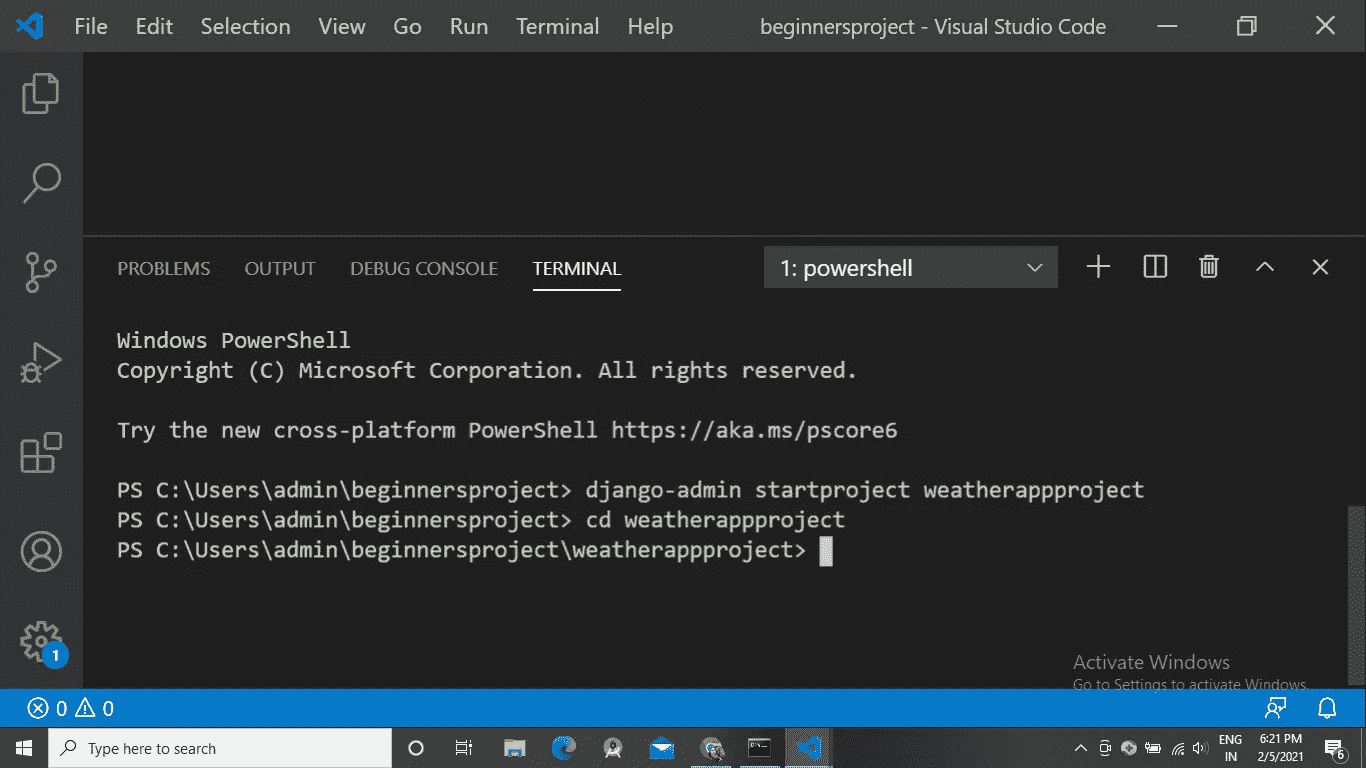 File Edit Selection View Go Run Terminal Help beginnersproject - Visual Studio Code
PROBLEMS OUTPUT DEBUG CONSOLE TERMINAL 1: powershell
Windows PowerShell
Copyright (C) Microsoft Corporation. All rights reserved.
Try the new cross-platform PowerShell https://aka.ms/pscore6
PS C:\Users\admin\beginnersproject> django-admin startproject weatherappproject
PS C:\Users\admin\beginnersproject> cd weatherappproject
PS C:\Users\admin\beginnersproject\weatherappproject>
1
Activate Windows
Go to Settings to activate Windows.
0 0
Type here to search
ENG 6:21 PM
IN 2/5/2021
6